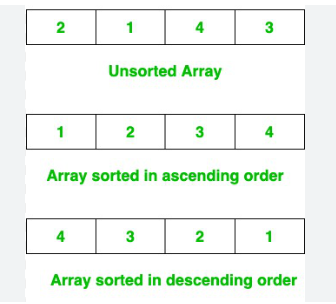 2 1 4 3
Unsorted Array
1 2 3 4
Array sorted in ascending order
4 3 2 1
Array sorted in descending order